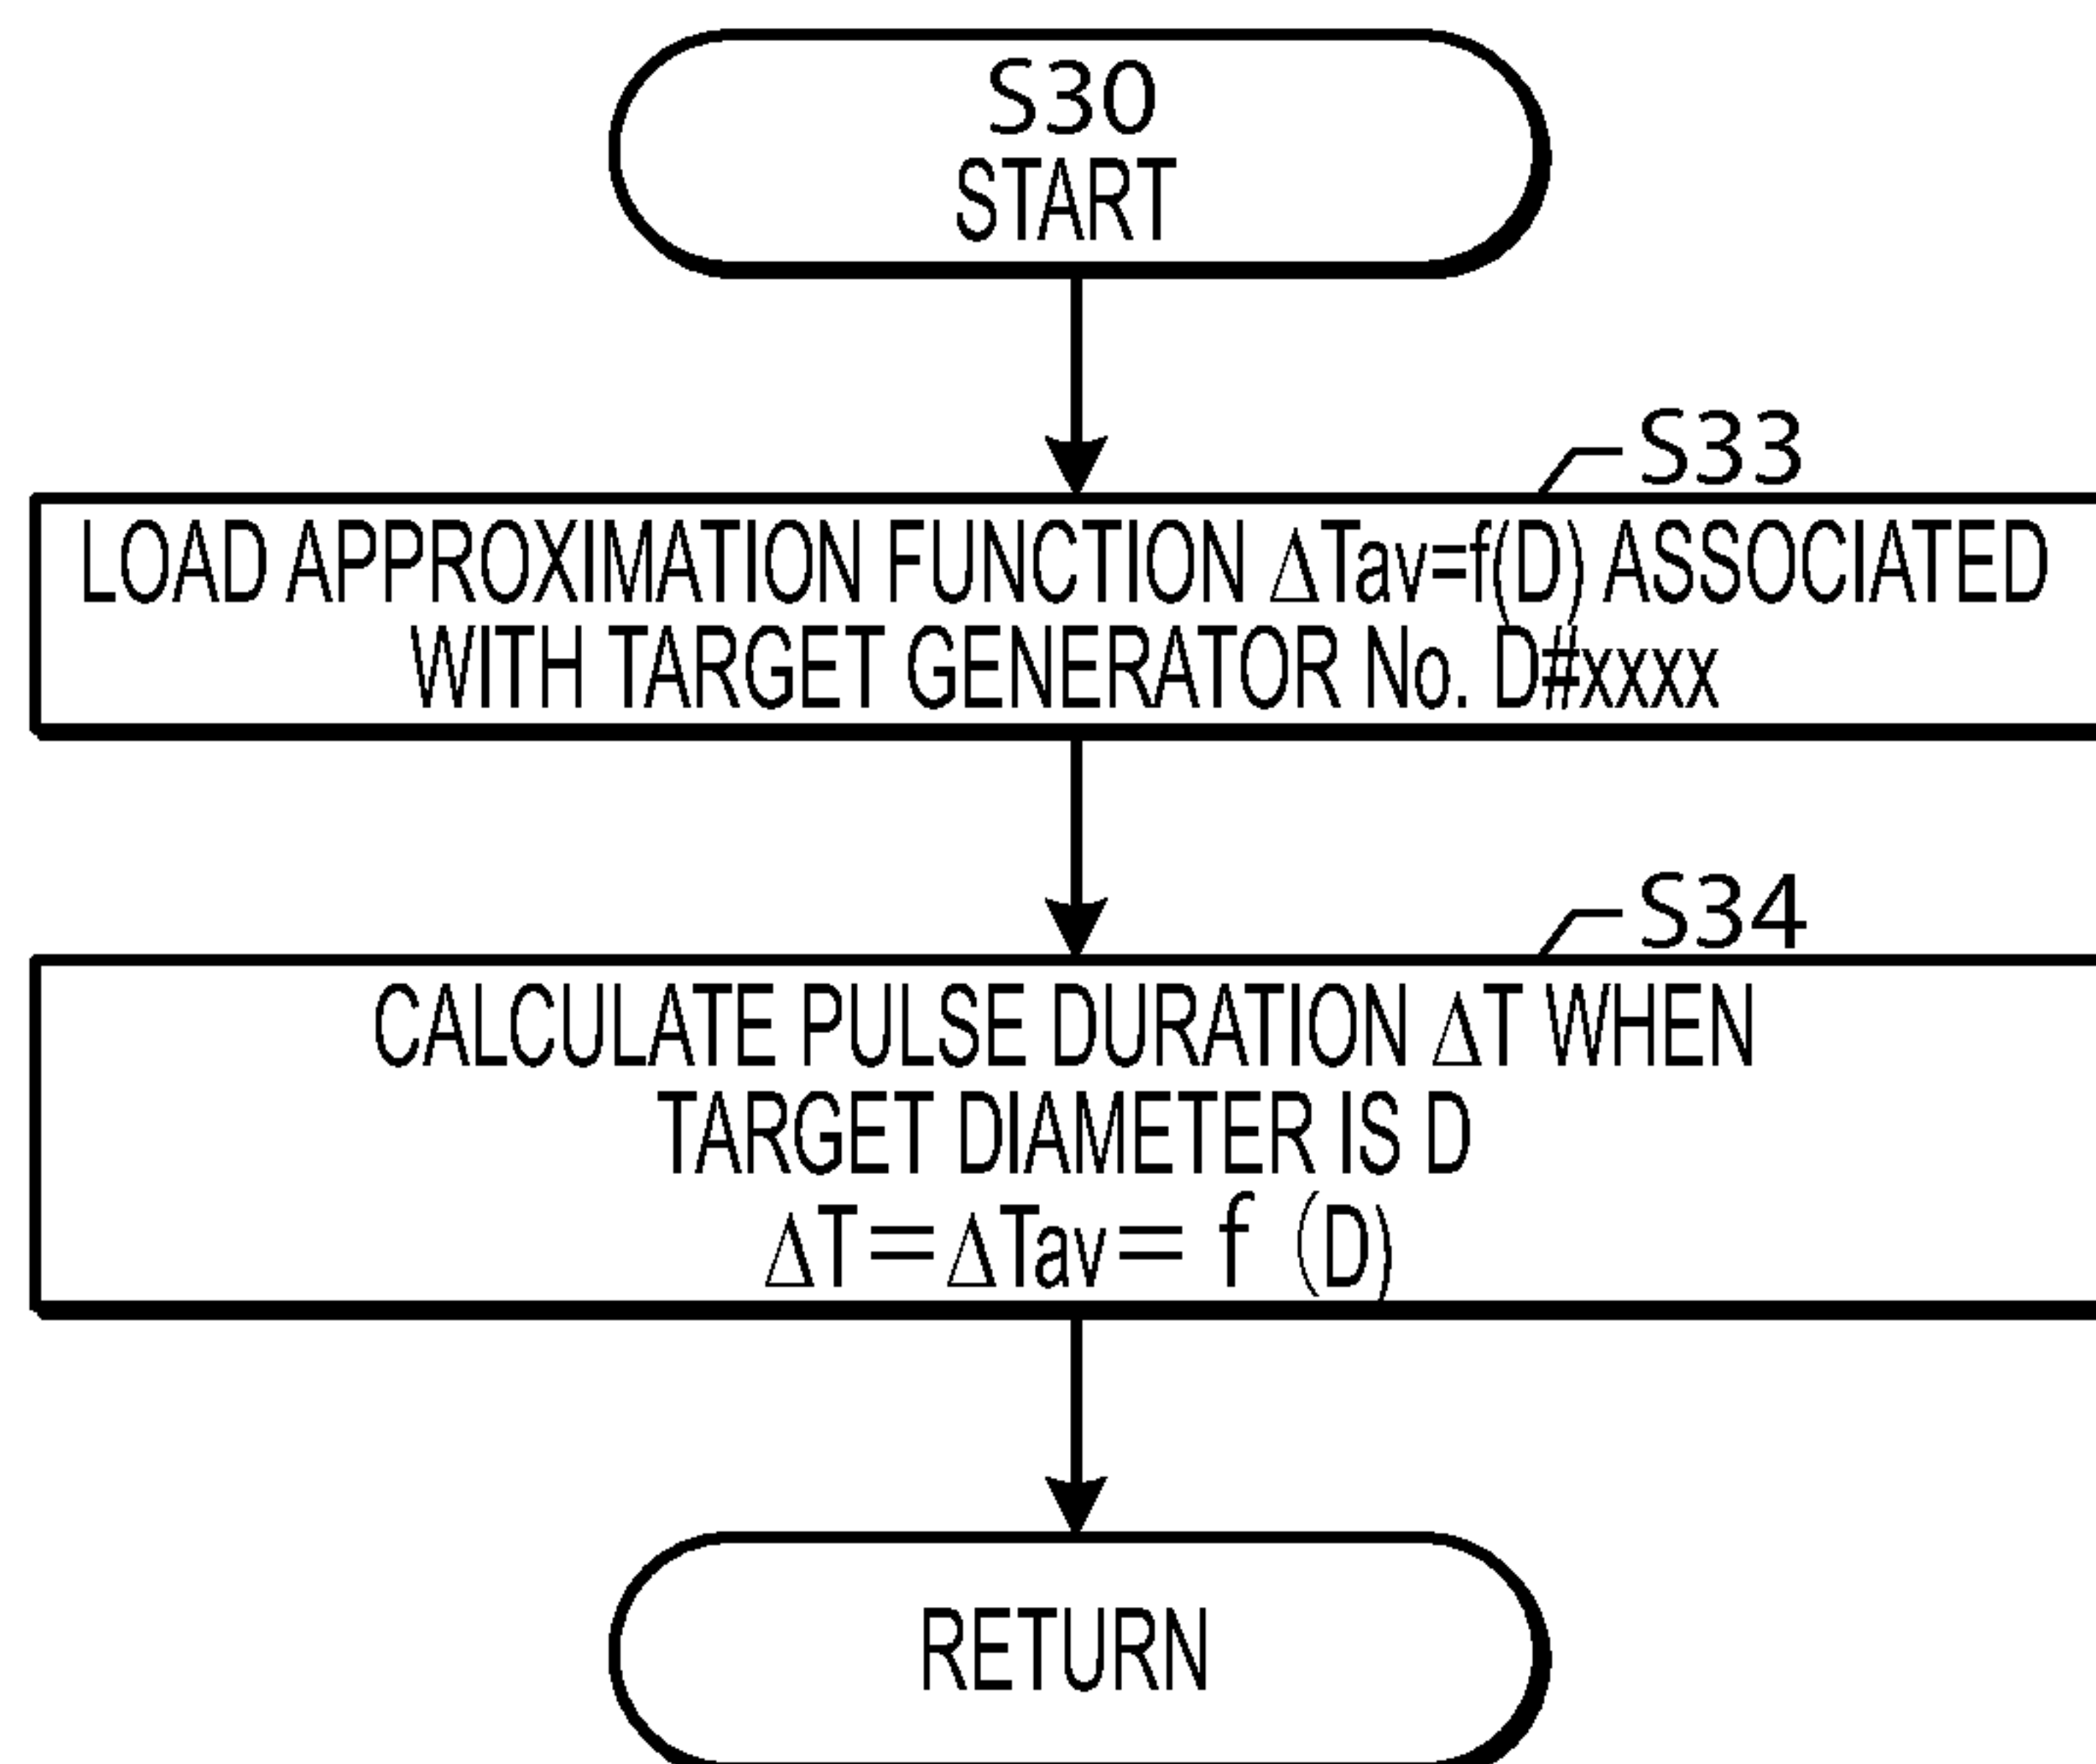 S30
START
S33
LOAD APPROXIMATION FUNCTION ΔTav=f(D) ASSOCIATED
WITH TARGET GENERATOR No. D#xxxx
S34
CALCULATE PULSE DURATION ΔT WHEN
TARGET DIAMETER IS D
ΔT=ΔTav= f (D)
RETURN